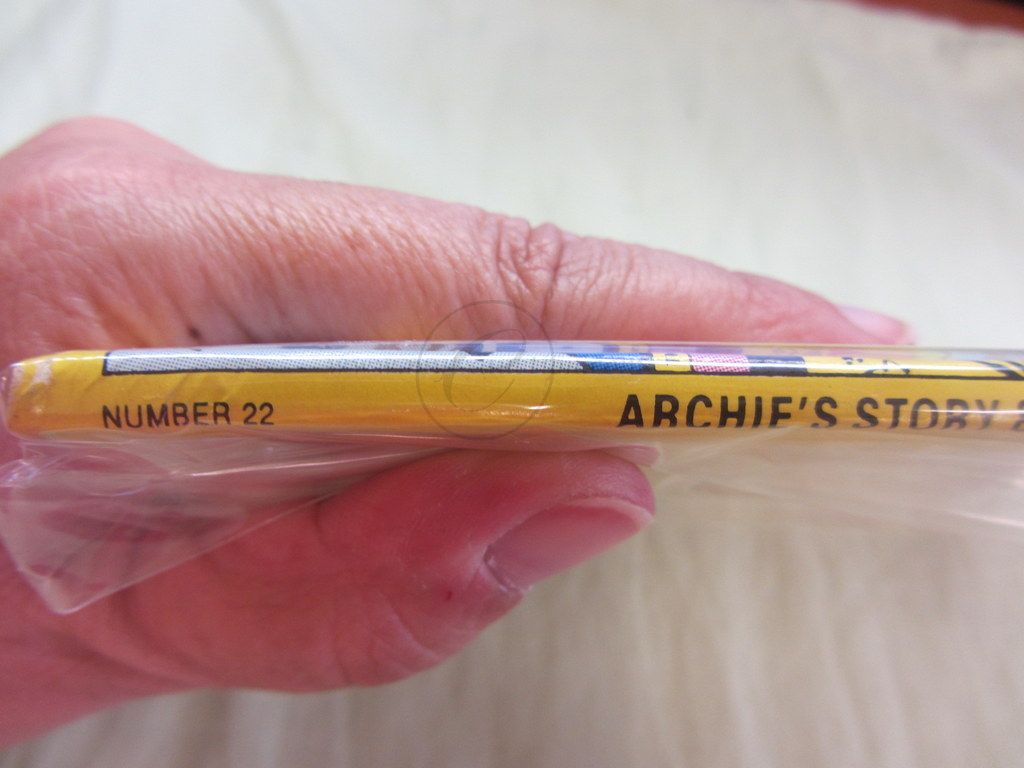 NUMBER 22
ARCHIE'S STORY &